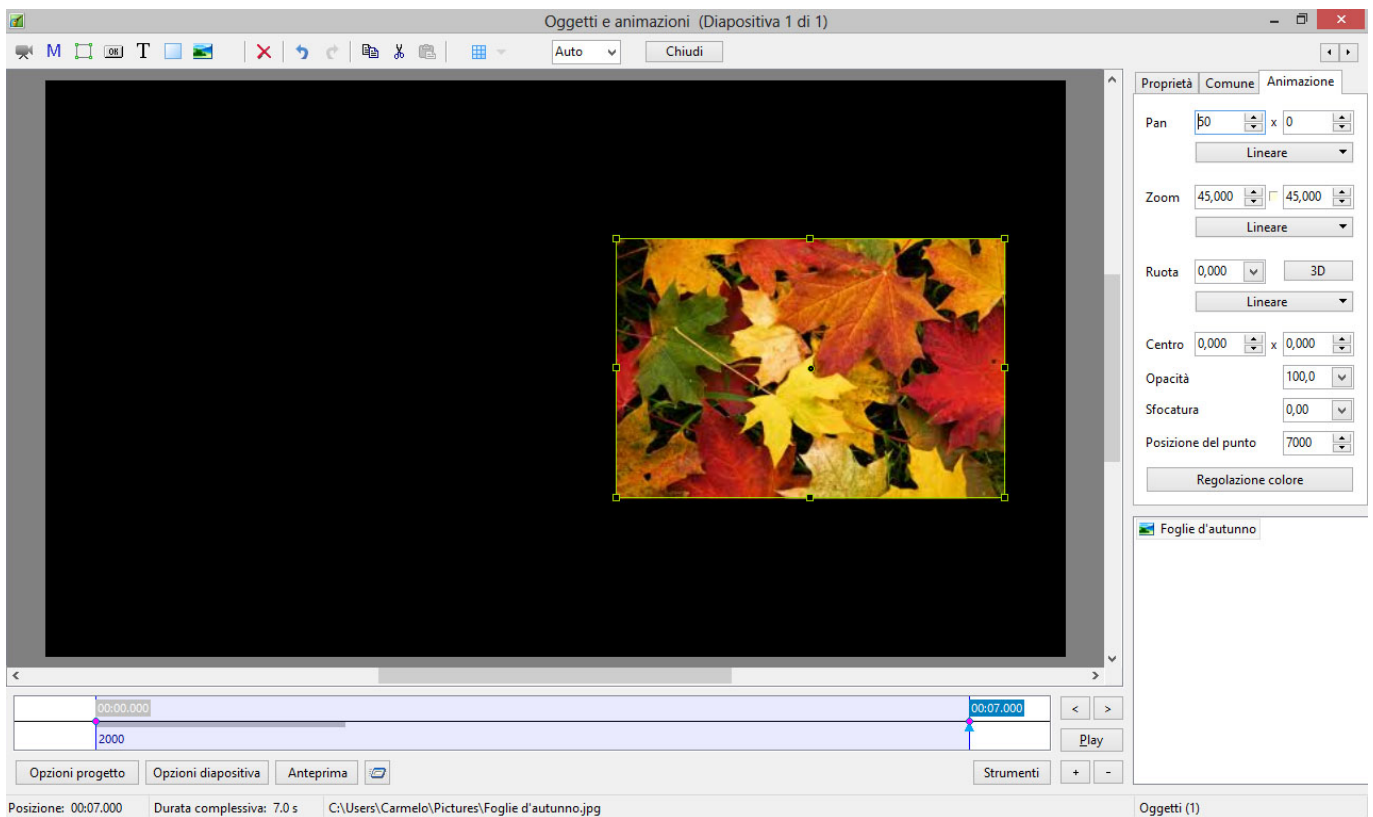 Oggetti e animazioni (Diapositiva 1 di 1)
M OK T Auto Chiudi
Proprietà Comune Animazione
Pan 50 x 0
Lineare
Zoom 45,000 45,000
Lineare
Ruota 0,000 3D
Lineare
Centro 0,000 x 0,000
Opacità 100,0
Sfocatura 0,00
Posizione del punto 7000
Regolazione colore
Foglie d'autunno
00:00.000 00:07.000
2000
< >
Play
Opzioni progetto Opzioni diapositiva Anteprima Strumenti + -
Posizione: 00:07.000 Durata complessiva: 7.0 s C:\Users\Carmelo\Pictures\Foglie d'autunno.jpg Oggetti (1)